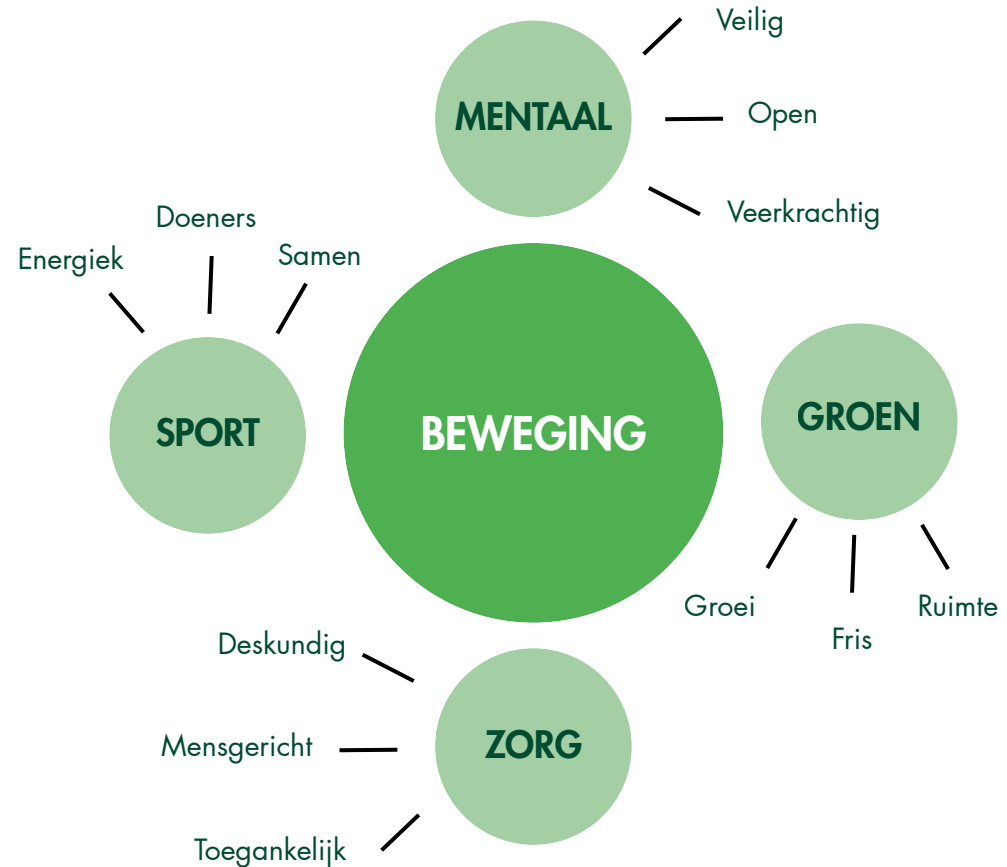 Veilig
MENTAAL
Open
Veerkrachtig
Doeners
Energiek
Samen
SPORT
BEWEGING
GROEN
Groei
Fris
Ruimte
Deskundig
Mensgericht
ZORG
Toegankelijk